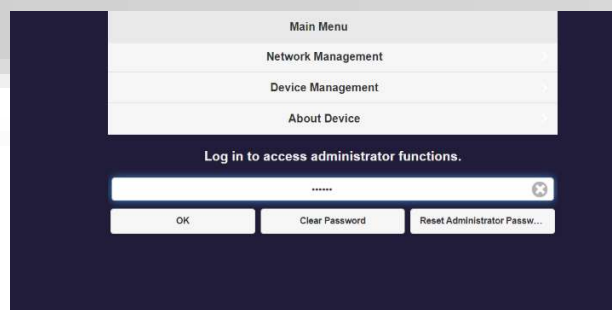 Main Menu
Network Management
Device Management
About Device
Log in to access administrator functions.
••••••
OK Clear Password Reset Administrator Passw...